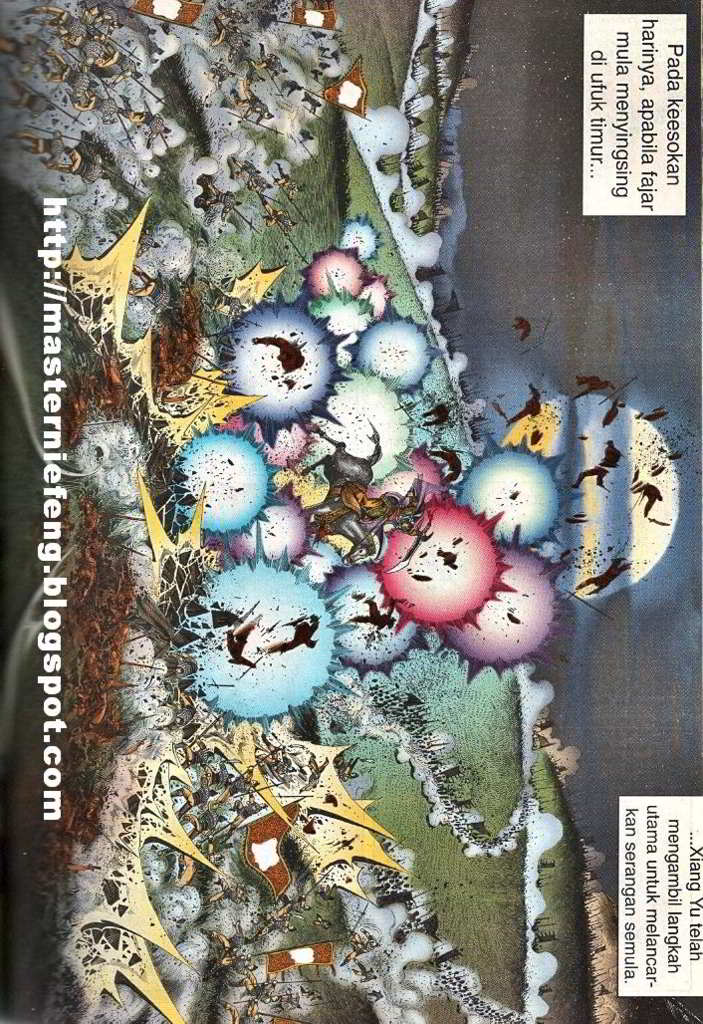 Pada keesokan
harinya, apabila fajar
mula menyingsing
di ufuk timur...
...Xiang Yu telah
mengambil langkah
utama untuk melancar-
kan serangan semula.
http://masterniefeng.blogspot.com